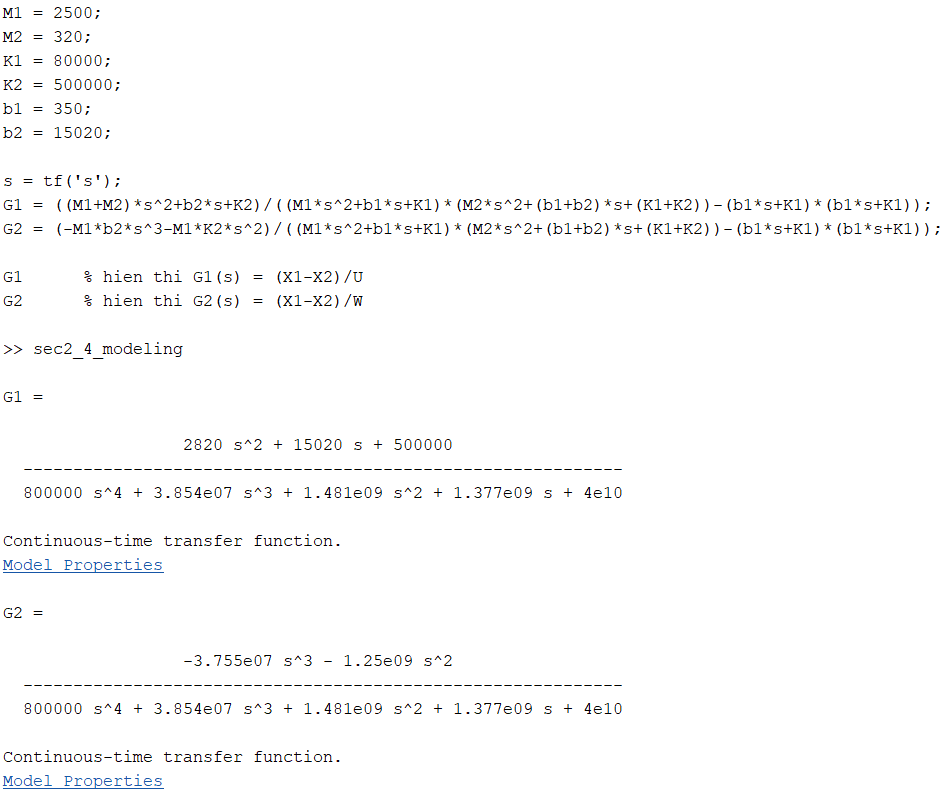 M1 = 2500;
M2 = 320;
K1 = 80000;
K2 = 500000;
b1 = 350;
b2 = 15020;
s = tf('s');
G1 = ((M1+M2)*s^2+b2*s+K2)/((M1*s^2+b1*s+K1)*(M2*s^2+(b1+b2)*s+(K1+K2))-(b1*s+K1)*(b1*s+K1));
G2 = (-M1*b2*s^3-M1*K2*s^2)/((M1*s^2+b1*s+K1)*(M2*s^2+(b1+b2)*s+(K1+K2))-(b1*s+K1)*(b1*s+K1));
G1 % hien thi G1(s) = (X1-X2)/U
G2 % hien thi G2(s) = (X1-X2)/W
>> sec2_4_modeling
G1 =
2820 s^2 + 15020 s + 500000
------------------------------------------------------------
800000 s^4 + 3.854e07 s^3 + 1.481e09 s^2 + 1.377e09 s + 4e10
Continuous-time transfer function.
Model Properties
G2 =
-3.755e07 s^3 - 1.25e09 s^2
------------------------------------------------------------
800000 s^4 + 3.854e07 s^3 + 1.481e09 s^2 + 1.377e09 s + 4e10
Continuous-time transfer function.
Model Properties